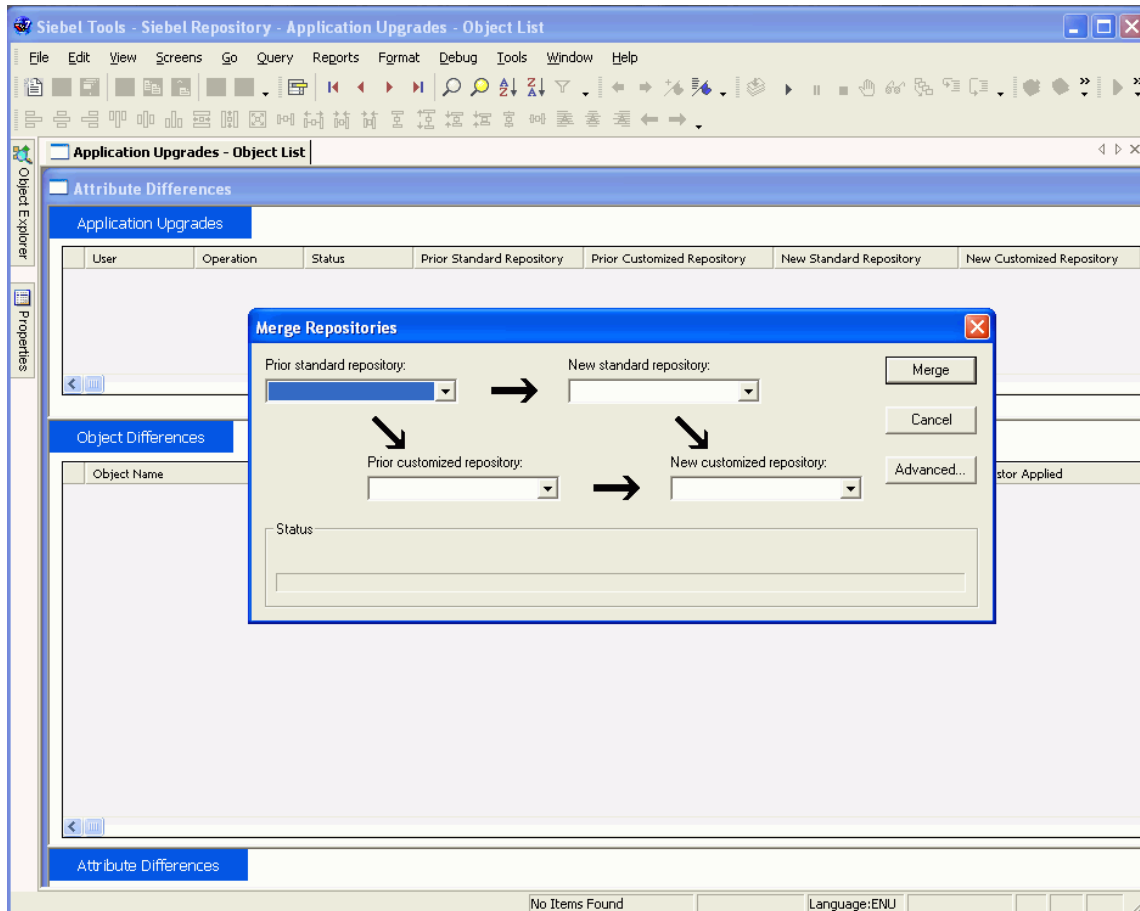 Siebel Tools - Siebel Repository - Application Upgrades - Object List
File Edit View Screens Go Query Reports Format Debug Tools Window Help
Application Upgrades - Object List
Object Explorer
Properties
Attribute Differences
Application Upgrades
User Operation Status Prior Standard Repository Prior Customized Repository New Standard Repository New Customized Repository
Merge Repositories
Prior standard repository: New standard repository: Merge
Cancel
Prior customized repository: New customized repository: Advanced...
Status
Object Differences
Object Name stor Applied
Attribute Differences
No Items Found Language:ENU